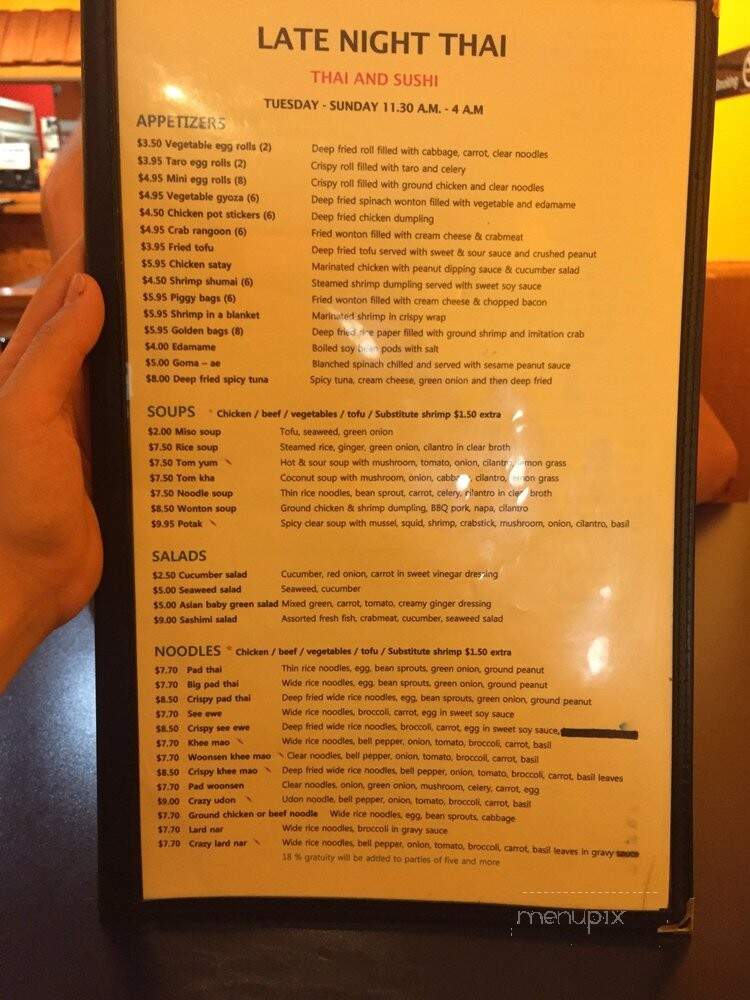 LATE NIGHT THAI
THAI AND SUSHI
TUESDAY - SUNDAY 11.30 A.M. - 4 A.M
APPETIZERS
$3.50 Vegetable egg rolls (2) Deep fried roll filled with cabbage, carrot, clear noodles
$3.95 Taro egg rolls (2) Crispy roll filled with taro and celery
$4.95 Mini egg rolls (8) Crispy roll filled with ground chicken and clear noodles
$4.95 Vegetable gyoza (6) Deep fried spinach wonton filled with vegetable and edamame
$4.50 Chicken pot stickers (6) Deep fried chicken dumpling
$4.95 Crab rangoon (6) Fried wonton filled with cream cheese & crabmeat
$3.95 Fried tofu Deep fried tofu served with sweet & sour sauce and crushed peanut
$5.95 Chicken satay Marinated chicken with peanut dipping sauce & cucumber salad
$4.50 Shrimp shumai (6) Steamed shrimp dumpling served with sweet soy sauce
$5.95 Piggy bags (6) Fried wonton filled with cream cheese & chopped bacon
$5.95 Shrimp in a blanket Marinated shrimp in crispy wrap
$5.95 Golden bags (8) Deep fried rice paper filled with ground shrimp and imitation crab
$4.00 Edamame Boiled soy bean pods with salt
$5.00 Goma – ae Blanched spinach chilled and served with sesame peanut sauce
$8.00 Deep fried spicy tuna Spicy tuna, cream cheese, green onion and then deep fried
SOUPS * Chicken / beef / vegetables / tofu / Substitute shrimp $1.50 extra
$2.00 Miso soup Tofu, seaweed, green onion
$7.50 Rice soup Steamed rice, ginger, green onion, cilantro in clear broth
$7.50 Tom yum Hot & sour soup with mushroom, tomato, onion, cilantro, lemon grass
$7.50 Tom kha Coconut soup with mushroom, onion, cabbage, cilantro, lemon grass
$7.50 Noodle soup Thin rice noodles, bean sprout, carrot, celery, cilantro in clear broth
$8.50 Wonton soup Ground chicken & shrimp dumpling, BBQ pork, napa, cilantro
$9.95 Potak Spicy clear soup with mussel, squid, shrimp, crabstick, mushroom, onion, cilantro, basil
SALADS
$2.50 Cucumber salad Cucumber, red onion, carrot in sweet vinegar dressing
$5.00 Seaweed salad Seaweed, cucumber
$5.00 Asian baby green salad Mixed green, carrot, tomato, creamy ginger dressing
$9.00 Sashimi salad Assorted fresh fish, crabmeat, cucumber, seaweed salad
NOODLES * Chicken / beef / vegetables / tofu / Substitute shrimp $1.50 extra
$7.70 Pad thai Thin rice noodles, egg, bean sprouts, green onion, ground peanut
$7.70 Big pad thai Wide rice noodles, egg, bean sprouts, green onion, ground peanut
$8.50 Crispy pad thai Deep fried wide rice noodles, egg, bean sprouts, green onion, ground peanut
$7.70 See ewe Wide rice noodles, broccoli, carrot, egg in sweet soy sauce
$8.50 Crispy see ewe Deep fried wide rice noodles, broccoli, carrot, egg in sweet soy sauce,
$7.70 Khee mao Wide rice noodles, bell pepper, onion, tomato, broccoli, carrot, basil
$7.70 Woonsen khee mao Clear noodles, bell pepper, onion, tomato, broccoli, carrot, basil
$8.50 Crispy khee mao Deep fried wide rice noodles, bell pepper, onion, tomato, broccoli, carrot, basil leaves
$7.70 Pad woonsen Clear noodles, onion, green onion, mushroom, celery, carrot, egg
$9.00 Crazy udon Udon noodle, bell pepper, onion, tomato, broccoli, carrot, basil
$7.70 Ground chicken or beef noodle Wide rice noodles, egg, bean sprouts, cabbage
$7.70 Lard nar Wide rice noodles, broccoli in gravy sauce
$7.70 Crazy lard nar Wide rice noodles, bell pepper, onion, tomato, broccoli, carrot, basil leaves in gravy sauce
18 % gratuity will be added to parties of five and more
menupix